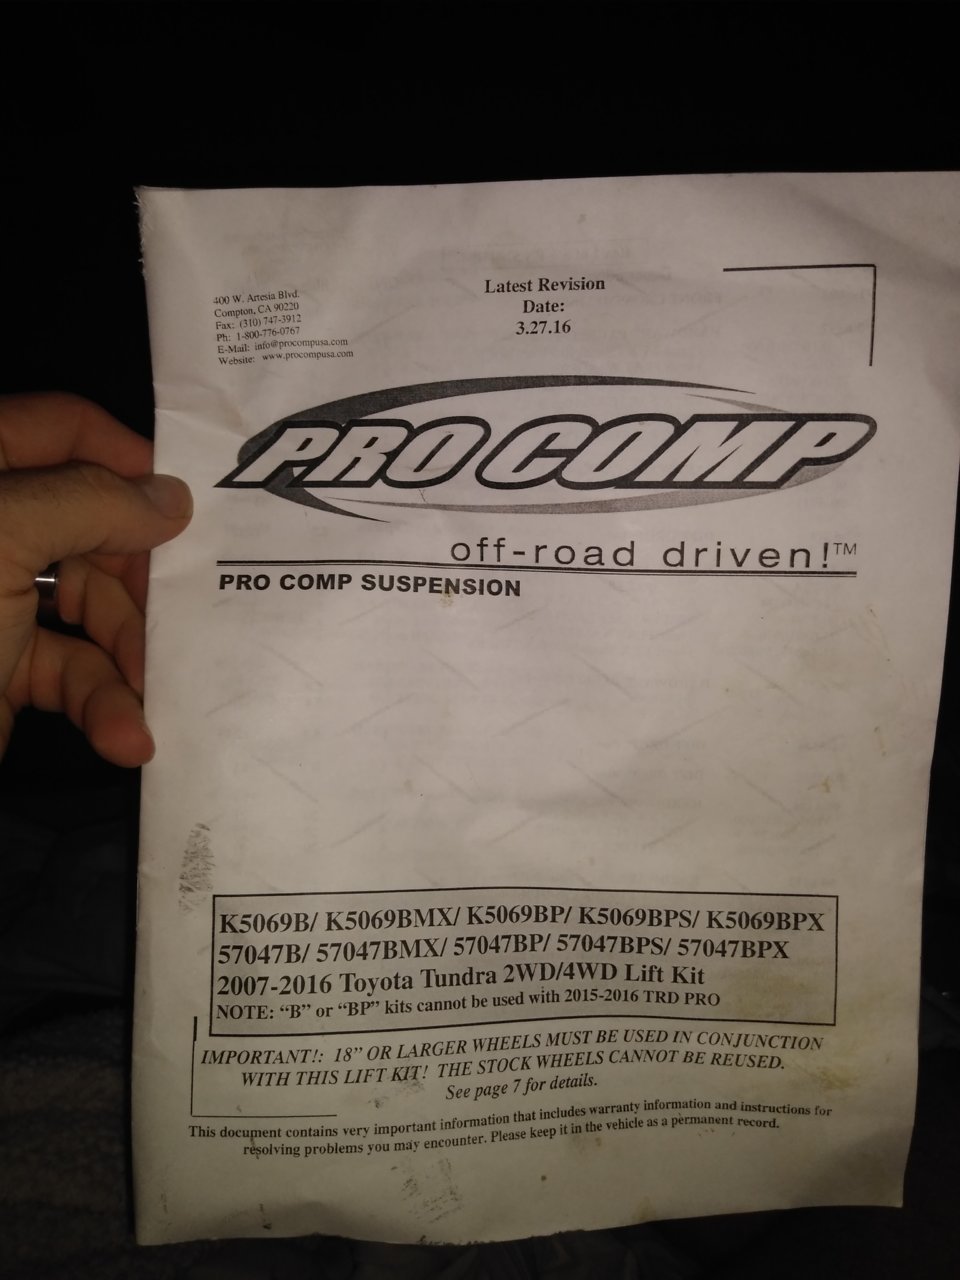 400 W. Artesia Blvd.
Compton, CA 90220
Fax: (310) 747-3912
Ph: 1-800-776-0767
E-Mail: info@procompusa.com
Website: www.procompusa.com
Latest Revision
Date:
3.27.16
PRO COMP
off-road driven!™
PRO COMP SUSPENSION
K5069B/ K5069BMX/ K5069BP/ K5069BPS/ K5069BPX
57047B/ 57047BMX/ 57047BP/ 57047BPS/ 57047BPX
2007-2016 Toyota Tundra 2WD/4WD Lift Kit
NOTE: “B” or “BP” kits cannot be used with 2015-2016 TRD PRO
IMPORTANT!: 18” OR LARGER WHEELS MUST BE USED IN CONJUNCTION
WITH THIS LIFT KIT! THE STOCK WHEELS CANNOT BE REUSED.
See page 7 for details.
This document contains very important information that includes warranty information and instructions for
resolving problems you may encounter. Please keep it in the vehicle as a permanent record.